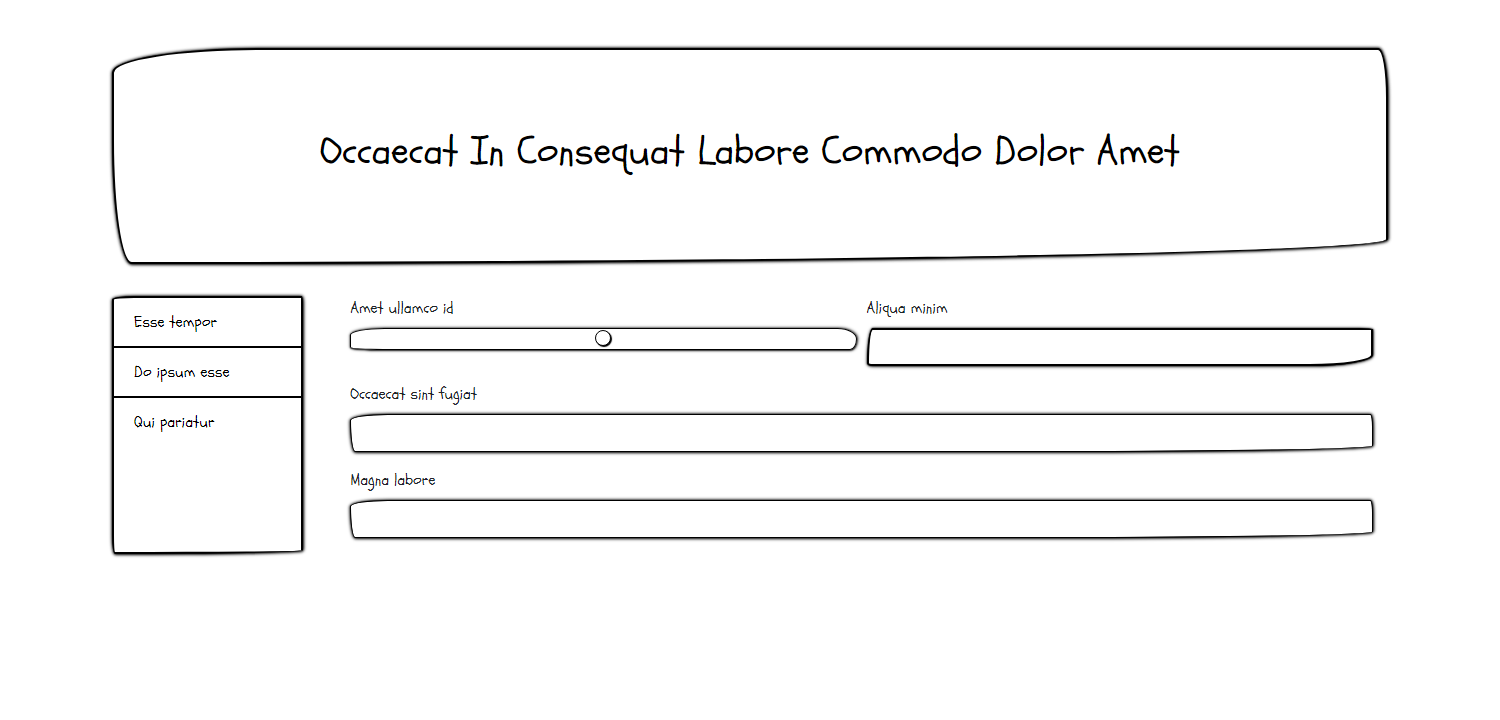 Occaecat In Consequat Labore Commodo Dolor Amet
Esse tempor
Do ipsum esse
Qui pariatur
Amet ullamco id
Aliqua minim
Occaecat sint fugiat
Magna labore